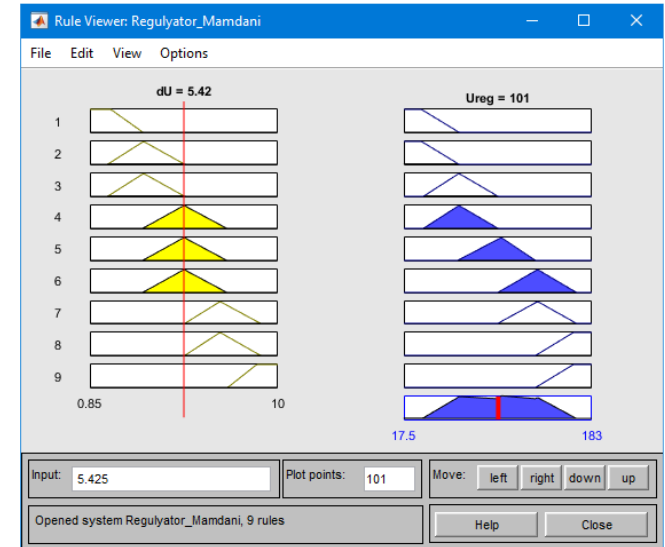 Rule Viewer: Regulyator_Mamdani
File Edit View Options
dU = 5.42
Ureg = 101
1
2
3
4
5
6
7
8
9
0.85 10
17.5 183
Input: 5.425
Plot points: 101
Move: left right down up
Opened system Regulyator_Mamdani, 9 rules
Help Close